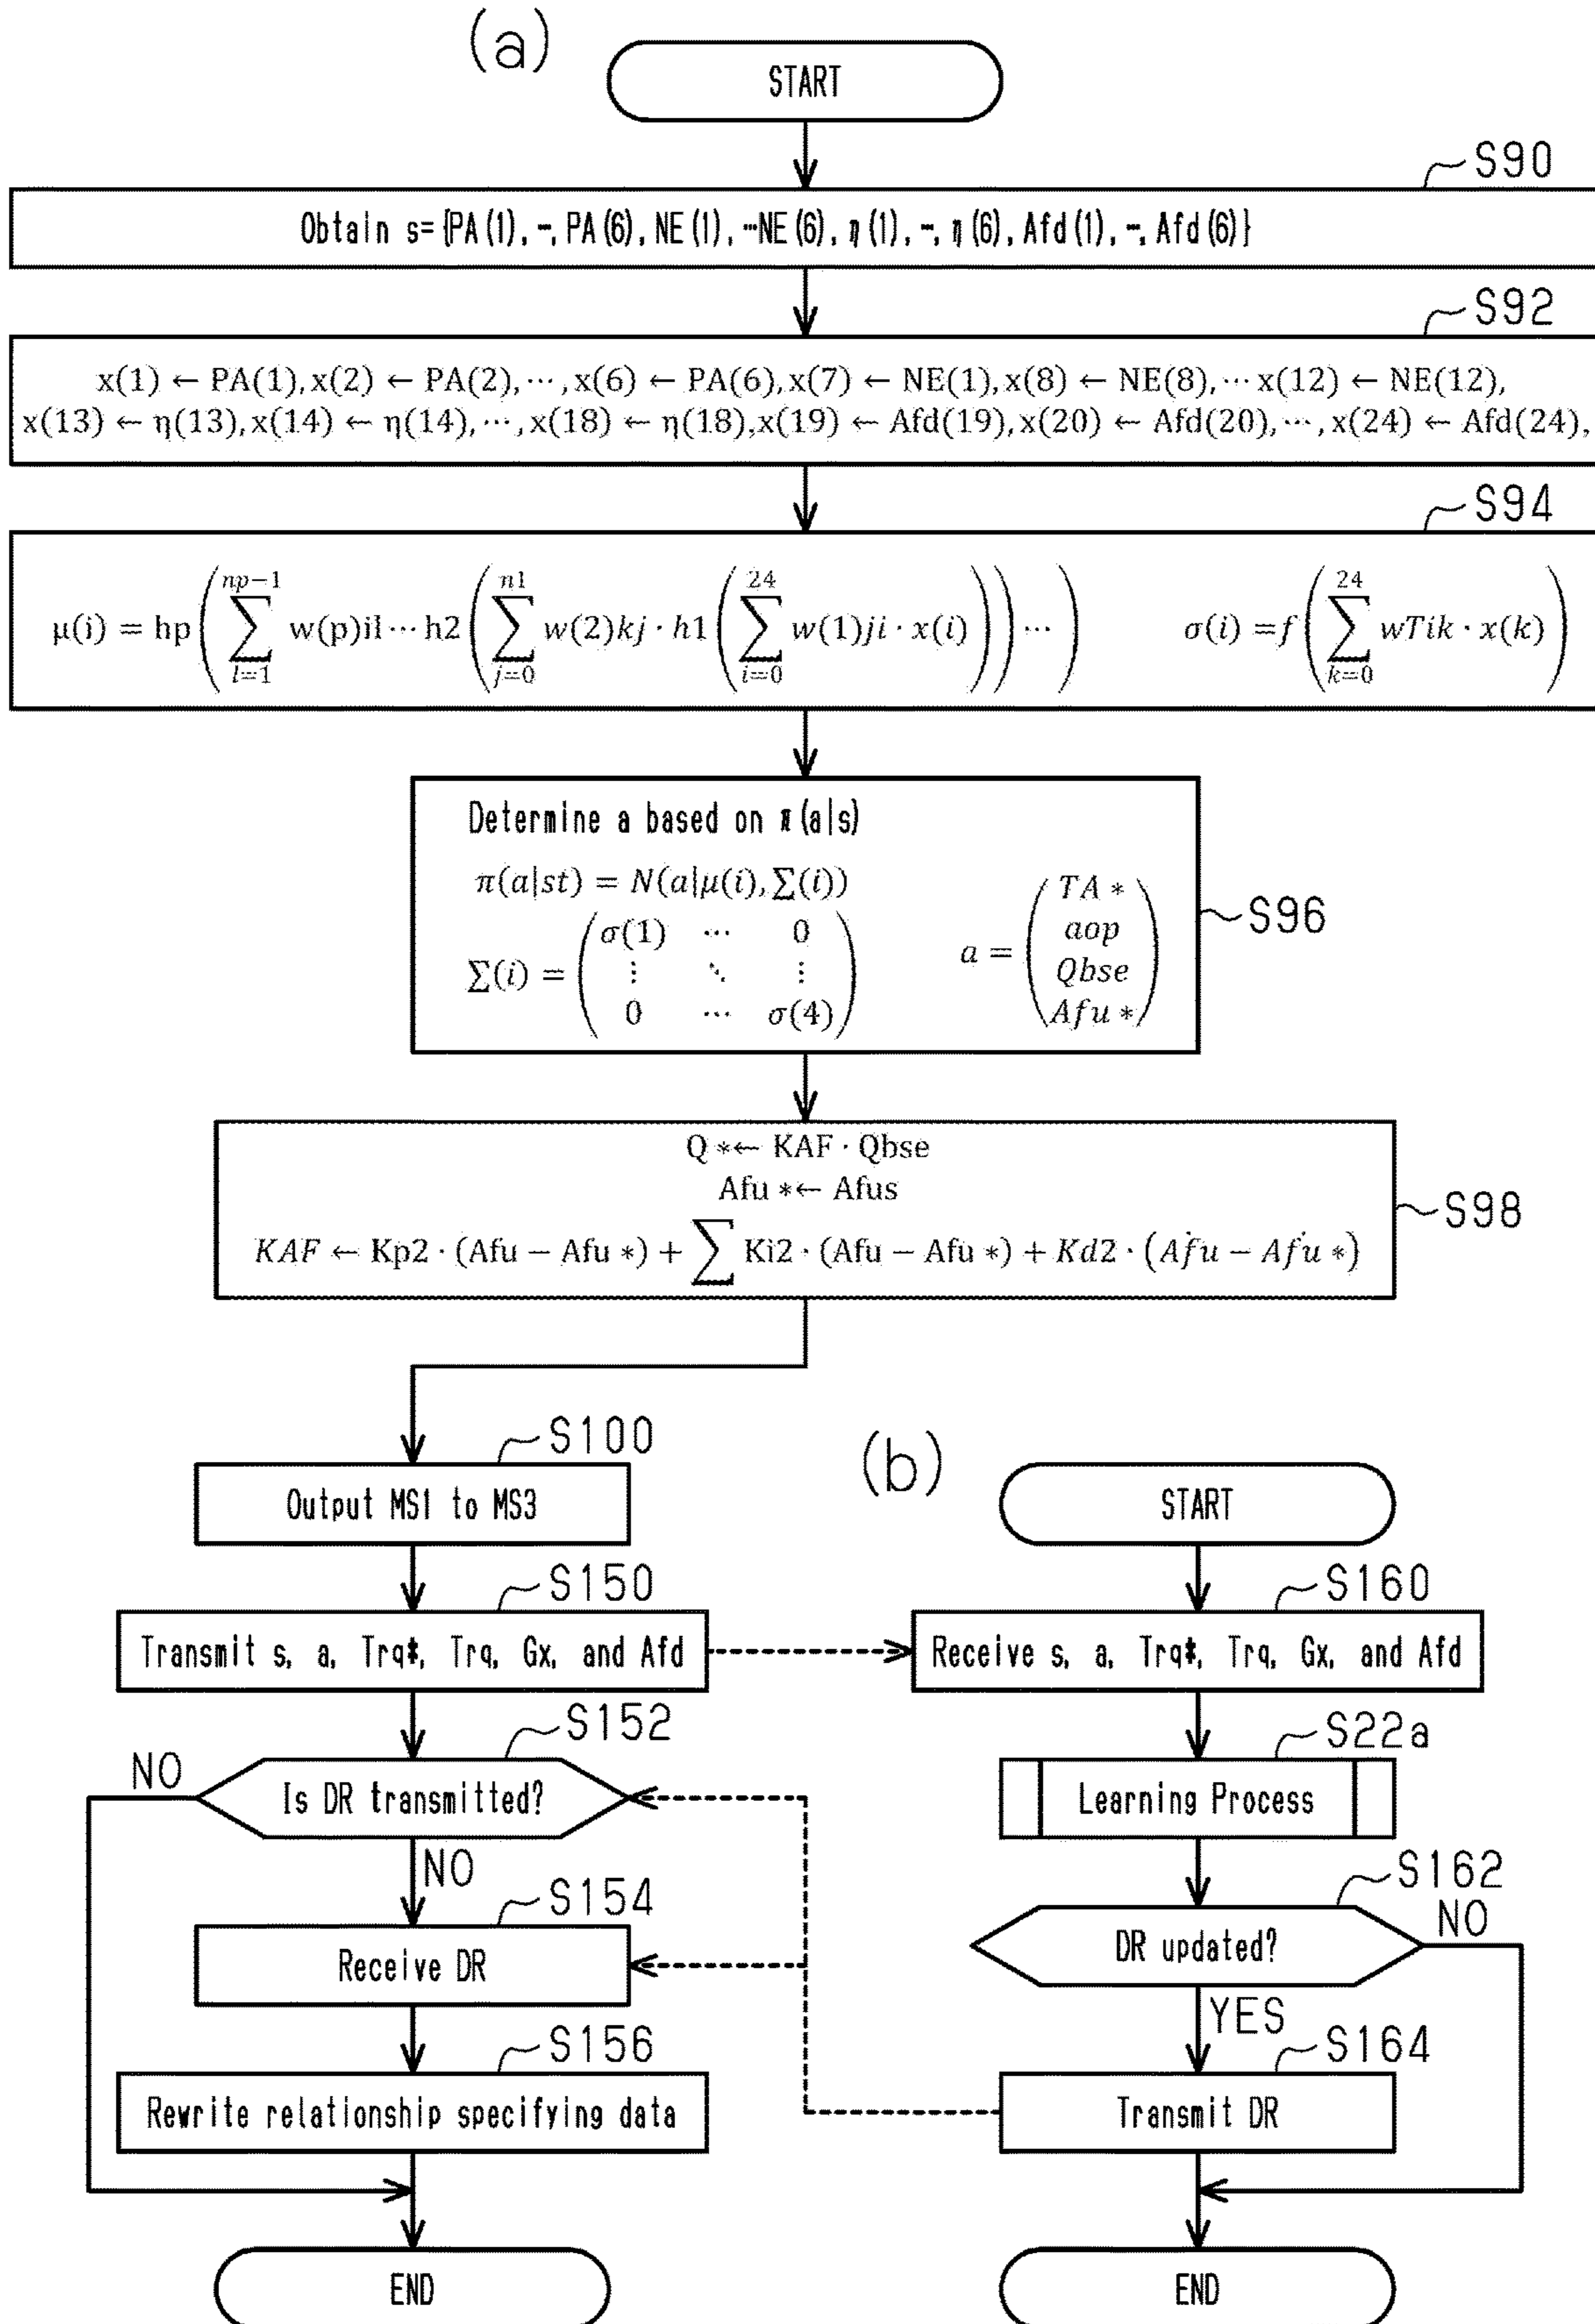 (a)
START
S90
Obtain s={PA(1), ⋯, PA(6), NE(1), ⋯NE(6), η(1), ⋯, η(6), Afd(1), ⋯, Afd(6)}
S92
x(1) ← PA(1), x(2) ← PA(2), ⋯ , x(6) ← PA(6), x(7) ← NE(1), x(8) ← NE(8), ⋯ x(12) ← NE(12),
x(13) ← η(13), x(14) ← η(14), ⋯ , x(18) ← η(18), x(19) ← Afd(19), x(20) ← Afd(20), ⋯ , x(24) ← Afd(24),
S94
μ(i) = hp(∑_{l=1}^{np−1} w(p)il ⋯ h2(∑_{j=0}^{n1} w(2)kj · h1(∑_{i=0}^{24} w(1)ji · x(i))) ⋯ ) σ(i) = f(∑_{k=0}^{24} wTik · x(k))
S96
Determine a based on π(a|s)
π(a|st) = N(a|μ(i), ∑(i))
∑(i) = (σ(1) ⋯ 0
⋮ ⋱ ⋮
0 ⋯ σ(4))
a = (TA *
aop
Qbse
Afu *)
S98
Q *← KAF · Qbse
Afu *← Afus
KAF ← Kp2 · (Afu − Afu *) + ∑ Ki2 · (Afu − Afu *) + Kd2 · (Aḟu − Aḟu *)
S100
Output MS1 to MS3
S150
Transmit s, a, Trq*, Trq, Gx, and Afd
S152
Is DR transmitted?
NO
NO
S154
Receive DR
S156
Rewrite relationship specifying data
END
(b)
START
S160
Receive s, a, Trq*, Trq, Gx, and Afd
S22a
Learning Process
S162
DR updated?
NO
YES
S164
Transmit DR
END